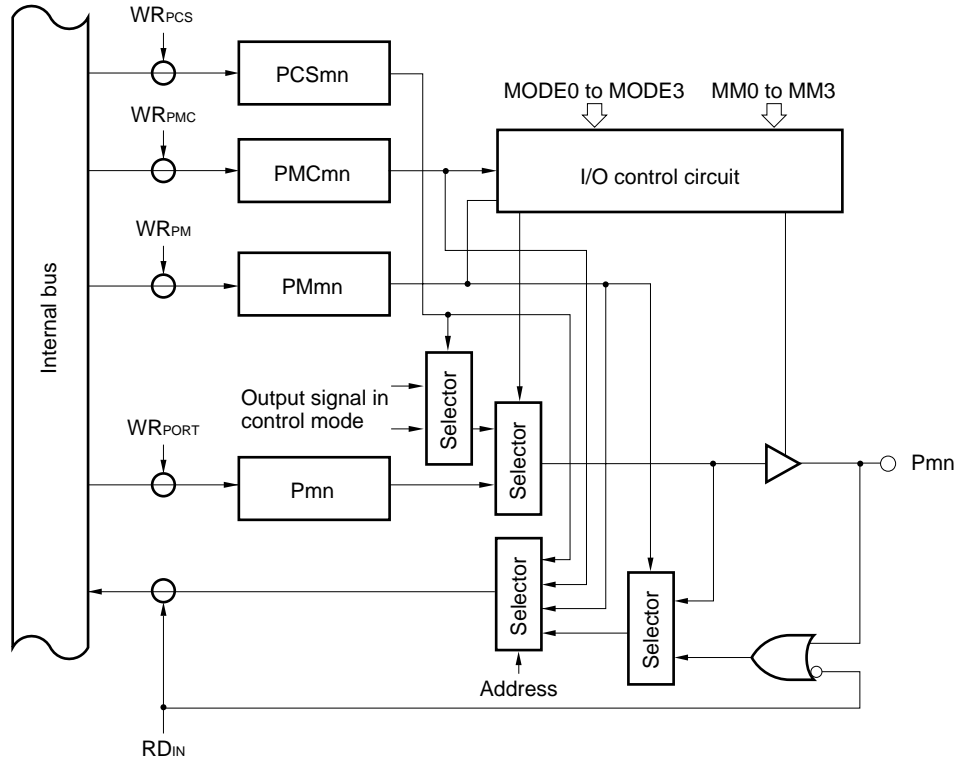 WRPCS
PCSmn
MODE0 to MODE3
MM0 to MM3
WRPMC
PMCmn
I/O control circuit
WRPM
PMmn
Internal bus
Selector
Output signal in
control mode
Selector
WRPORT
Pmn
Pmn
Selector
Selector
Address
RDIN